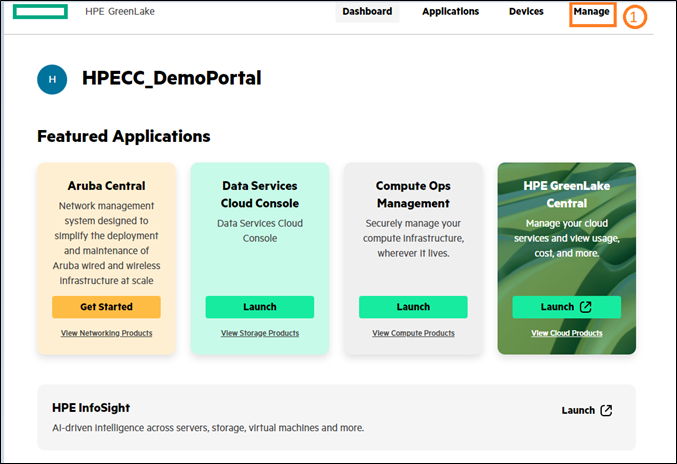 HPE GreenLake
Dashboard
Applications
Devices
Manage
1
H
HPECC_DemoPortal
Featured Applications
Aruba Central
Network management
system designed to
simplify the deployment
and maintenance of
Aruba wired and wireless
infrastructure at scale
Get Started
View Networking Products
Data Services
Cloud Console
Data Services Cloud
Console
Launch
View Storage Products
Compute Ops
Management
Securely manage your
compute infrastructure,
wherever it lives.
Launch
View Compute Products
HPE GreenLake
Central
Manage your cloud
services and view usage,
cost, and more.
Launch
View Cloud Products
HPE InfoSight
AI-driven intelligence across servers, storage, virtual machines and more.
Launch